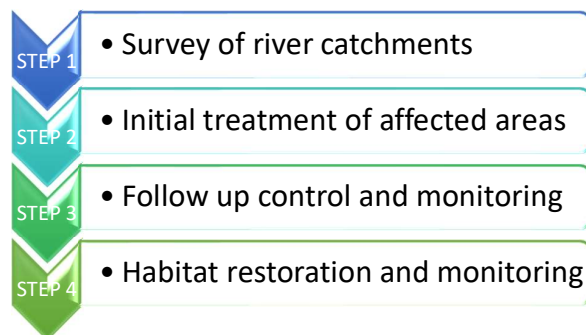 STEP 1
• Survey of river catchments
STEP 2
• Initial treatment of affected areas
STEP 3
• Follow up control and monitoring
STEP 4
• Habitat restoration and monitoring